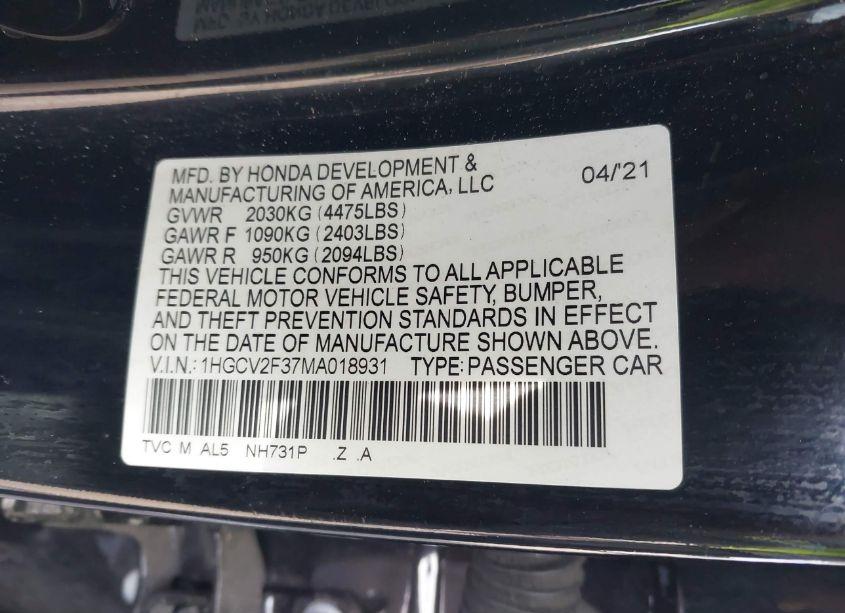 MFD. BY HONDA DEVELOPMENT &
MANUFACTURING OF AMERICA, LLC 04/'21
GVWR 2030KG (4475LBS)
GAWR F 1090KG (2403LBS)
GAWR R 950KG (2094LBS)
THIS VEHICLE CONFORMS TO ALL APPLICABLE
FEDERAL MOTOR VEHICLE SAFETY, BUMPER,
AND THEFT PREVENTION STANDARDS IN EFFECT
ON THE DATE OF MANUFACTURE SHOWN ABOVE.
V.I.N.: 1HGCV2F37MA018931 TYPE: PASSENGER CAR
TVC M AL5 NH731P .Z .A